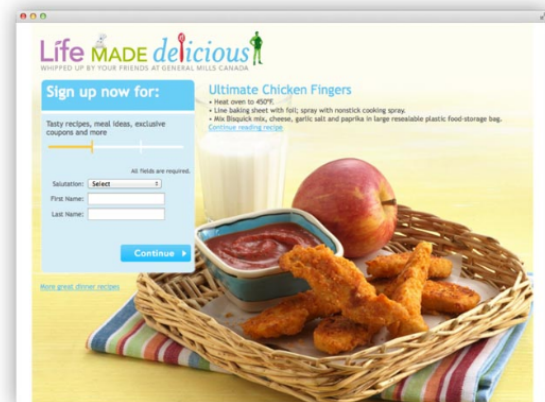 Life MADE delicious
WHIPPED UP BY YOUR FRIENDS AT GENERAL MILLS CANADA
Sign up now for:
Tasty recipes, meal ideas, exclusive
coupons and more
All fields are required.
Salutation: Select
First Name:
Last Name:
Continue
More great dinner recipes
Ultimate Chicken Fingers
• Heat oven to 450°F.
• Line baking sheet with foil; spray with nonstick cooking spray.
• Mix Bisquick mix, cheese, garlic salt and paprika in large resealable plastic food-storage bag.
Continue reading recipe